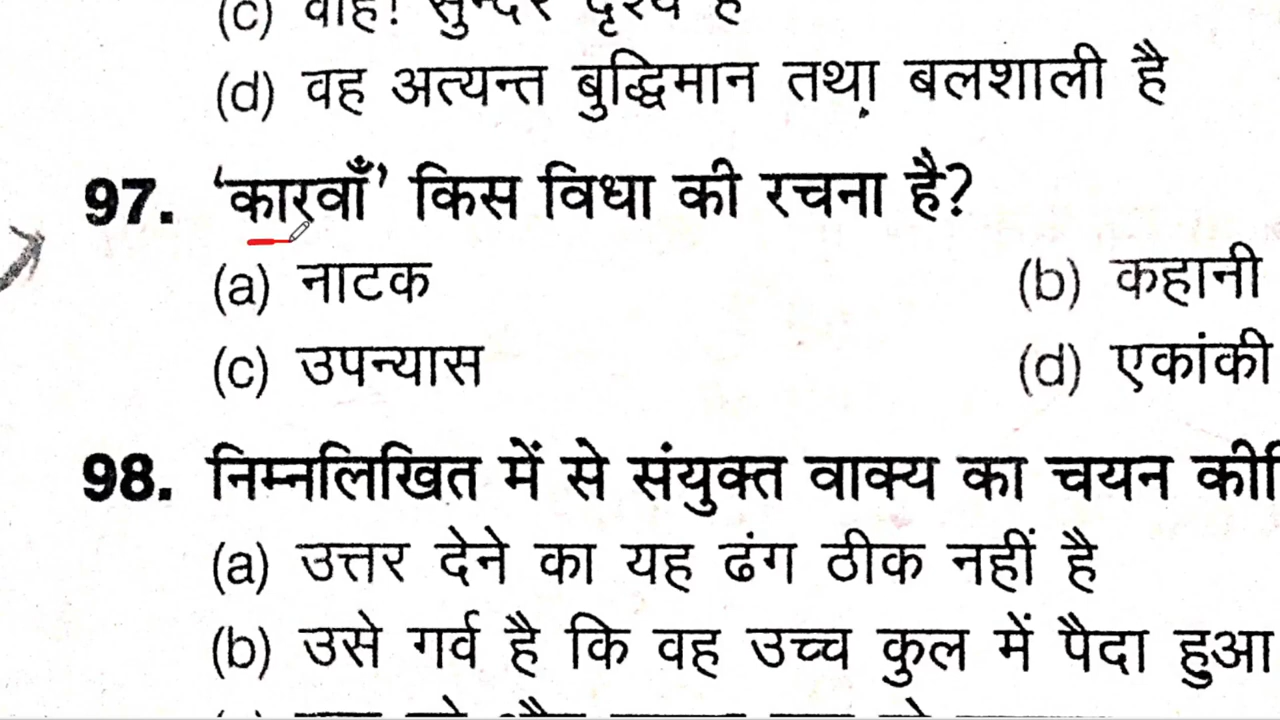 (c) वाह! सुन्दर दृश्य है
(d) वह अत्यन्त बुद्धिमान तथा बलशाली है
97. ‘कारवाँ’ किस विधा की रचना है?
(a) नाटक (b) कहानी
(c) उपन्यास (d) एकांकी
98. निम्नलिखित में से संयुक्त वाक्य का चयन कीि
(a) उत्तर देने का यह ढंग ठीक नहीं है
(b) उसे गर्व है कि वह उच्च कुल में पैदा हुआ